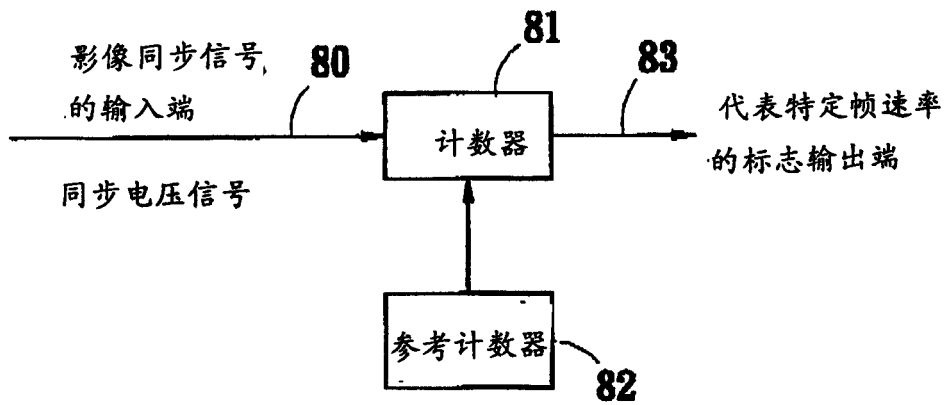 影像同步信号
的输入端
80
同步电压信号
81
计数器
83
代表特定帧速率
的标志输出端
参考计数器
82